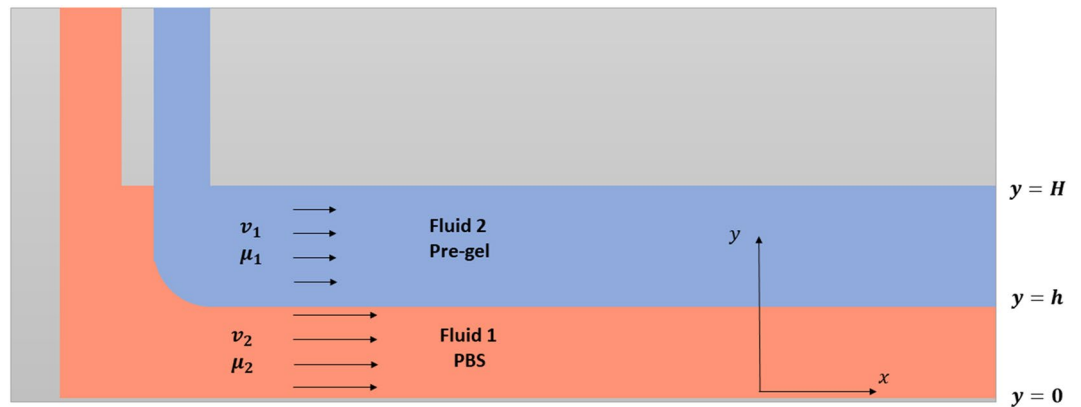 y = H
v₁
Fluid 2
μ₁
Pre-gel
y
y = h
v₂
Fluid 1
μ₂
PBS
x
y = 0